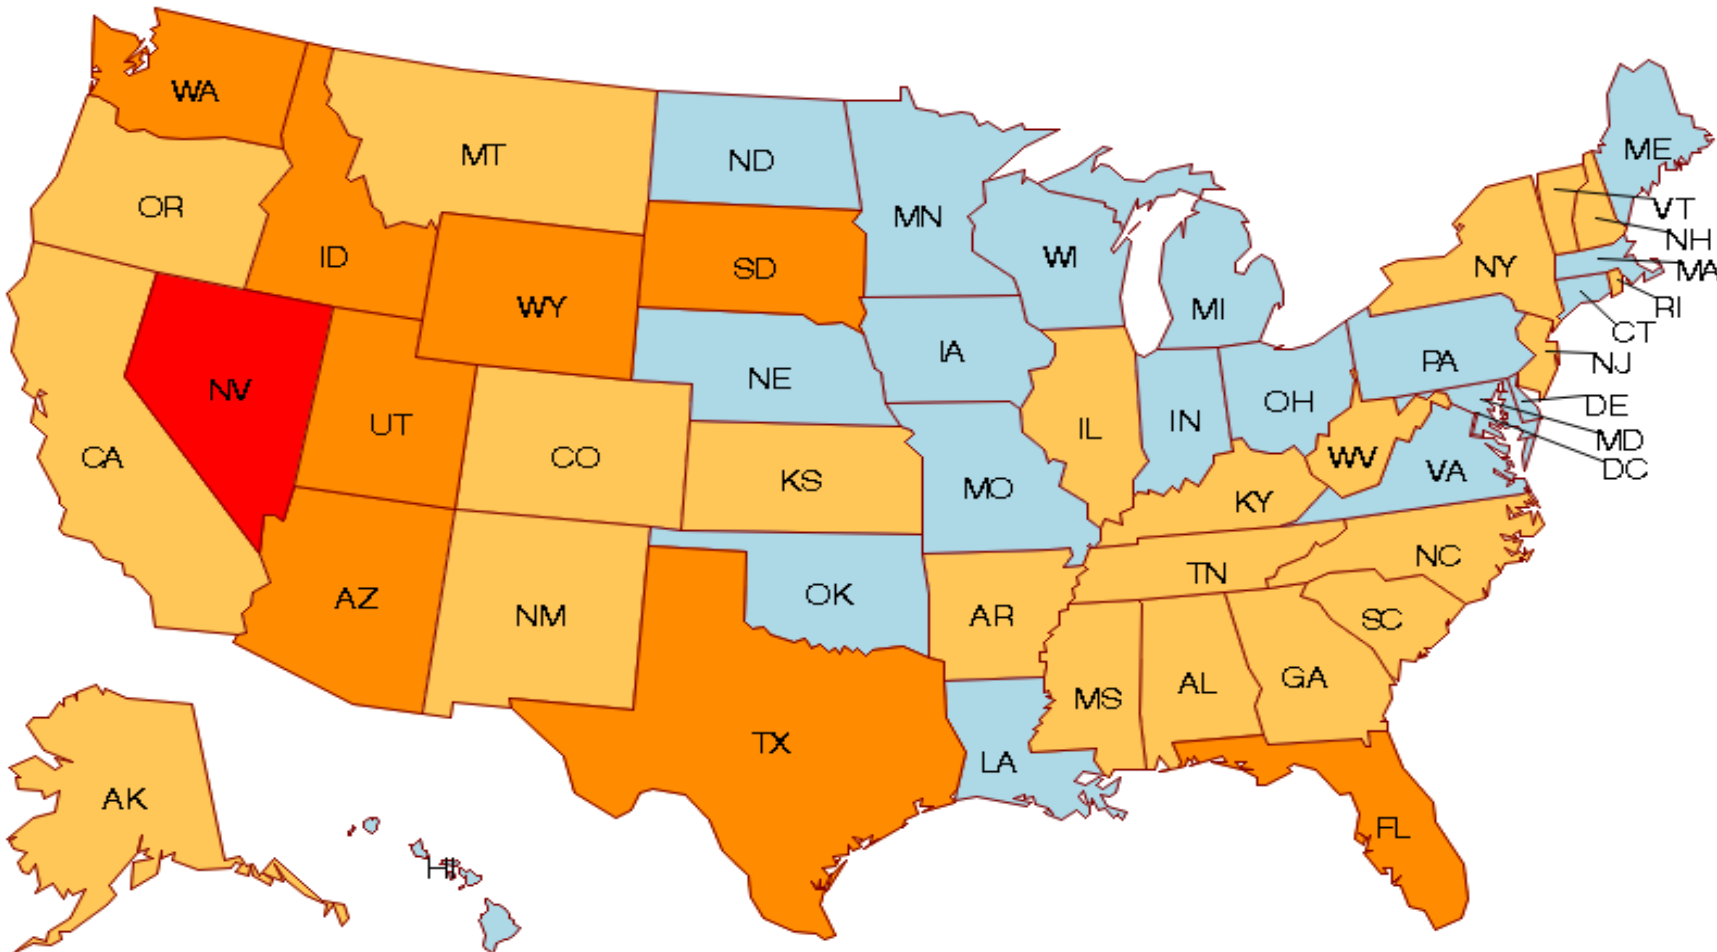 WA
MT
ND
ME
OR
MN
VT
NH
ID
SD
WI
NY
MA
WY
MI
RI
CT
NV
IA
PA
NJ
NE
UT
OH
DE
CA
CO
IL
IN
MD
KS
MO
WV
VA
DC
KY
AZ
OK
TN
NC
NM
AR
SC
MS
AL
GA
TX
LA
AK
FL
HI